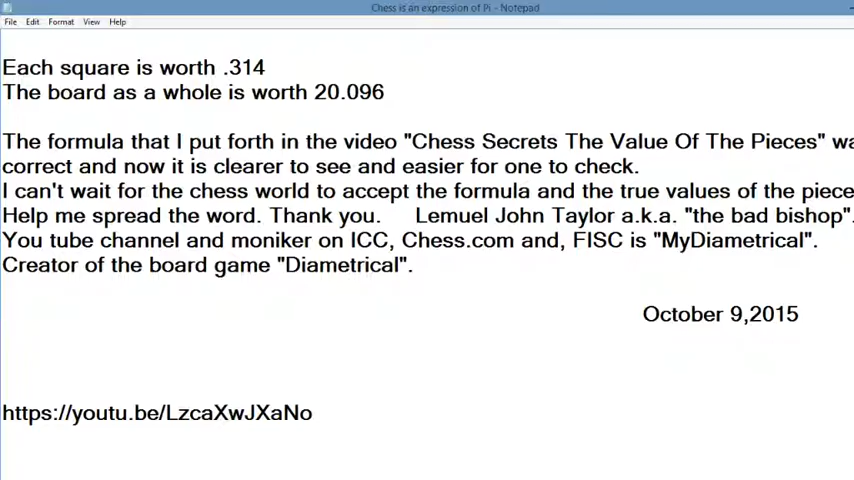 Chess is an expression of Pi - Notepad
File Edit Format View Help
Each square is worth .314
The board as a whole is worth 20.096
The formula that I put forth in the video "Chess Secrets The Value Of The Pieces"
correct and now it is clearer to see and easier for one to check.
I can't wait for the chess world to accept the formula and the true values of the
Help me spread the word. Thank you. Lemuel John Taylor a.k.a. "the bad bishop".
You tube channel and moniker on ICC, Chess.com and, FISC is "MyDiametrical".
Creator of the board game "Diametrical".
October 9,2015
https://youtu.be/LzcaXwJXaNo